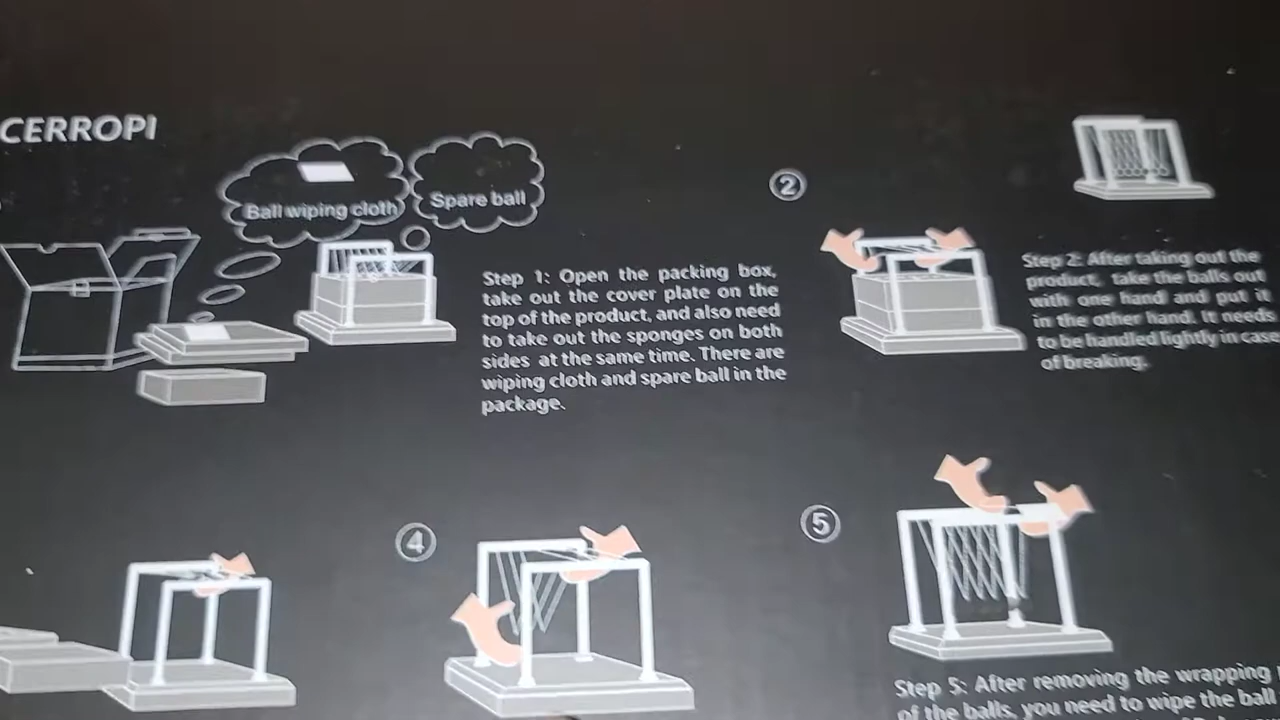 CERROPI
Ball wiping cloth
Spare ball
Step 1: Open the packing box,
take out the cover plate on the
top of the product, and also need
to take out the sponges on both
sides at the same time. There are
wiping cloth and spare ball in the
package.
2
Step 2: After taking out the
product, take the balls out
with one hand and put it
in the other hand. It needs
to be handled lightly in case
of breaking.
4
5
Step 5: After removing the wrapping
of the balls, you need to wipe the ball